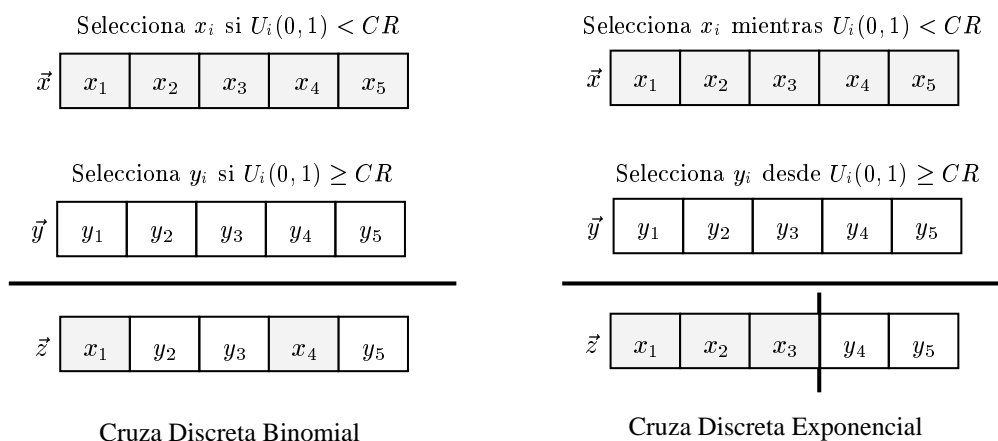 Selecciona x_i si U_i(0, 1) < CR
x⃗ x_1 x_2 x_3 x_4 x_5
Selecciona y_i si U_i(0, 1) ≥ CR
y⃗ y_1 y_2 y_3 y_4 y_5
z⃗ x_1 y_2 y_3 x_4 y_5
Cruza Discreta Binomial
Selecciona x_i mientras U_i(0, 1) < CR
x⃗ x_1 x_2 x_3 x_4 x_5
Selecciona y_i desde U_i(0, 1) ≥ CR
y⃗ y_1 y_2 y_3 y_4 y_5
z⃗ x_1 x_2 x_3 y_4 y_5
Cruza Discreta Exponencial